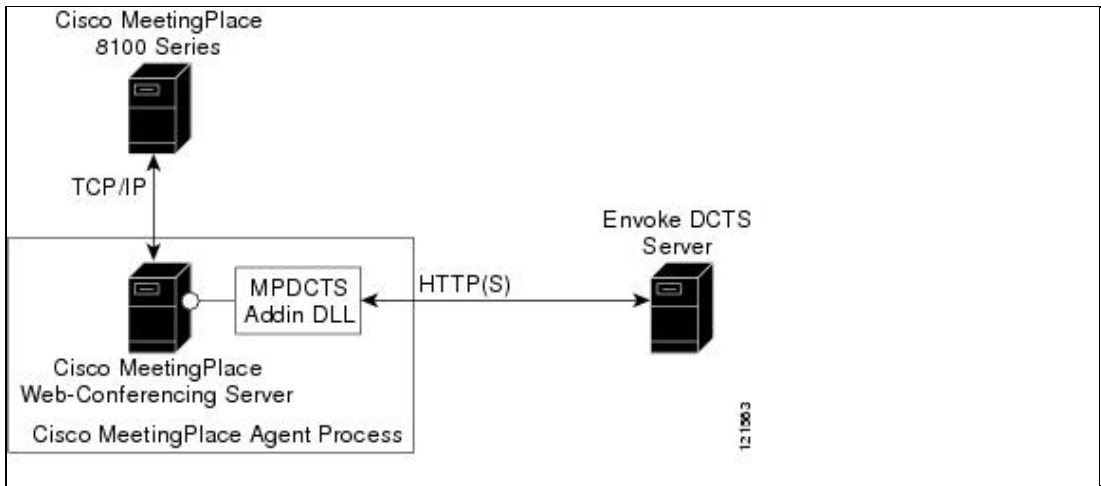 Cisco MeetingPlace
8100 Series
TCP/IP
Envoke DCTS
Server
MPDCTS
Addin DLL
HTTP(S)
Cisco MeetingPlace
Web-Conferencing Server
Cisco MeetingPlace Agent Process
121563